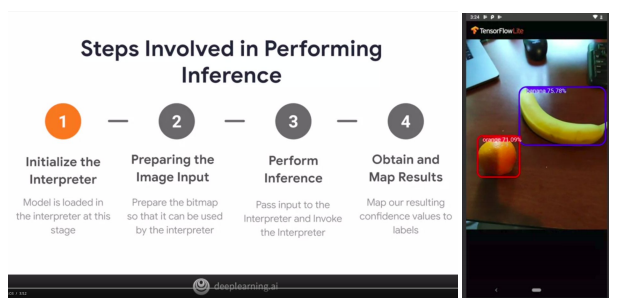 Steps Involved in Performing
Inference
1
2
3
4
Initialize the
Interpreter
Model is loaded in
the interpreter at this
stage
Preparing the
Image Input
Prepare the bitmap
so that it can be used
by the interpreter
Perform
Inference
Pass input to the
Interpreter and Invoke
the Interpreter
Obtain and
Map Results
Map our resulting
confidence values to
labels
deeplearning.ai
3:34
TensorFlowLite
banana 75.78%
orange 71.09%